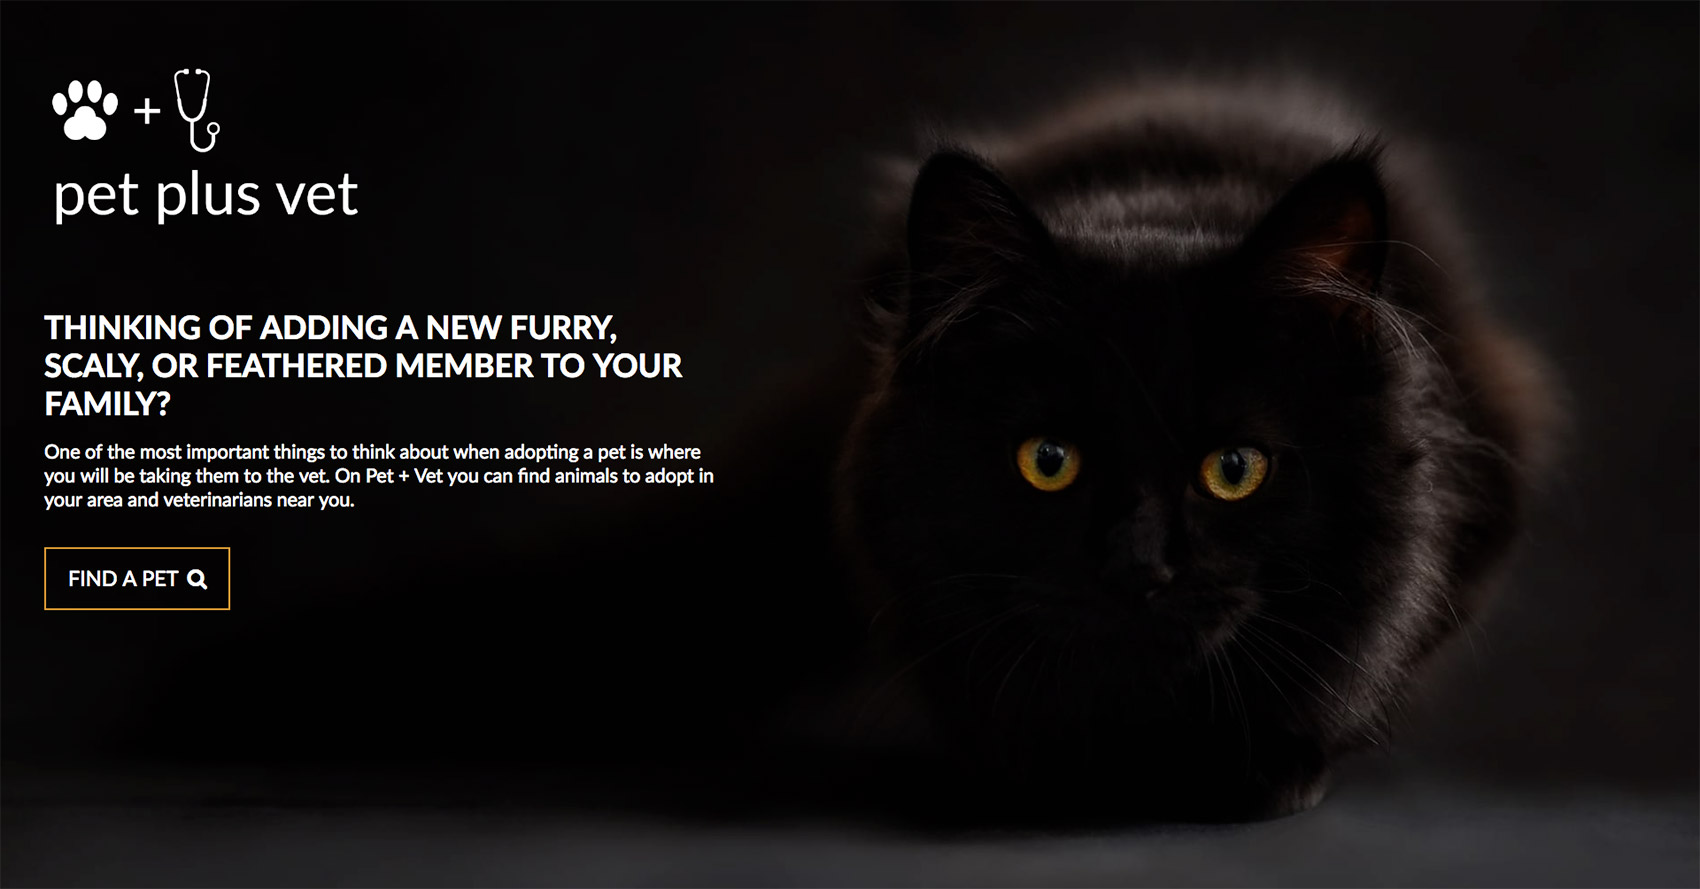 pet plus vet
THINKING OF ADDING A NEW FURRY,
SCALY, OR FEATHERED MEMBER TO YOUR
FAMILY?
One of the most important things to think about when adopting a pet is where
you will be taking them to the vet. On Pet + Vet you can find animals to adopt in
your area and veterinarians near you.
FIND A PET